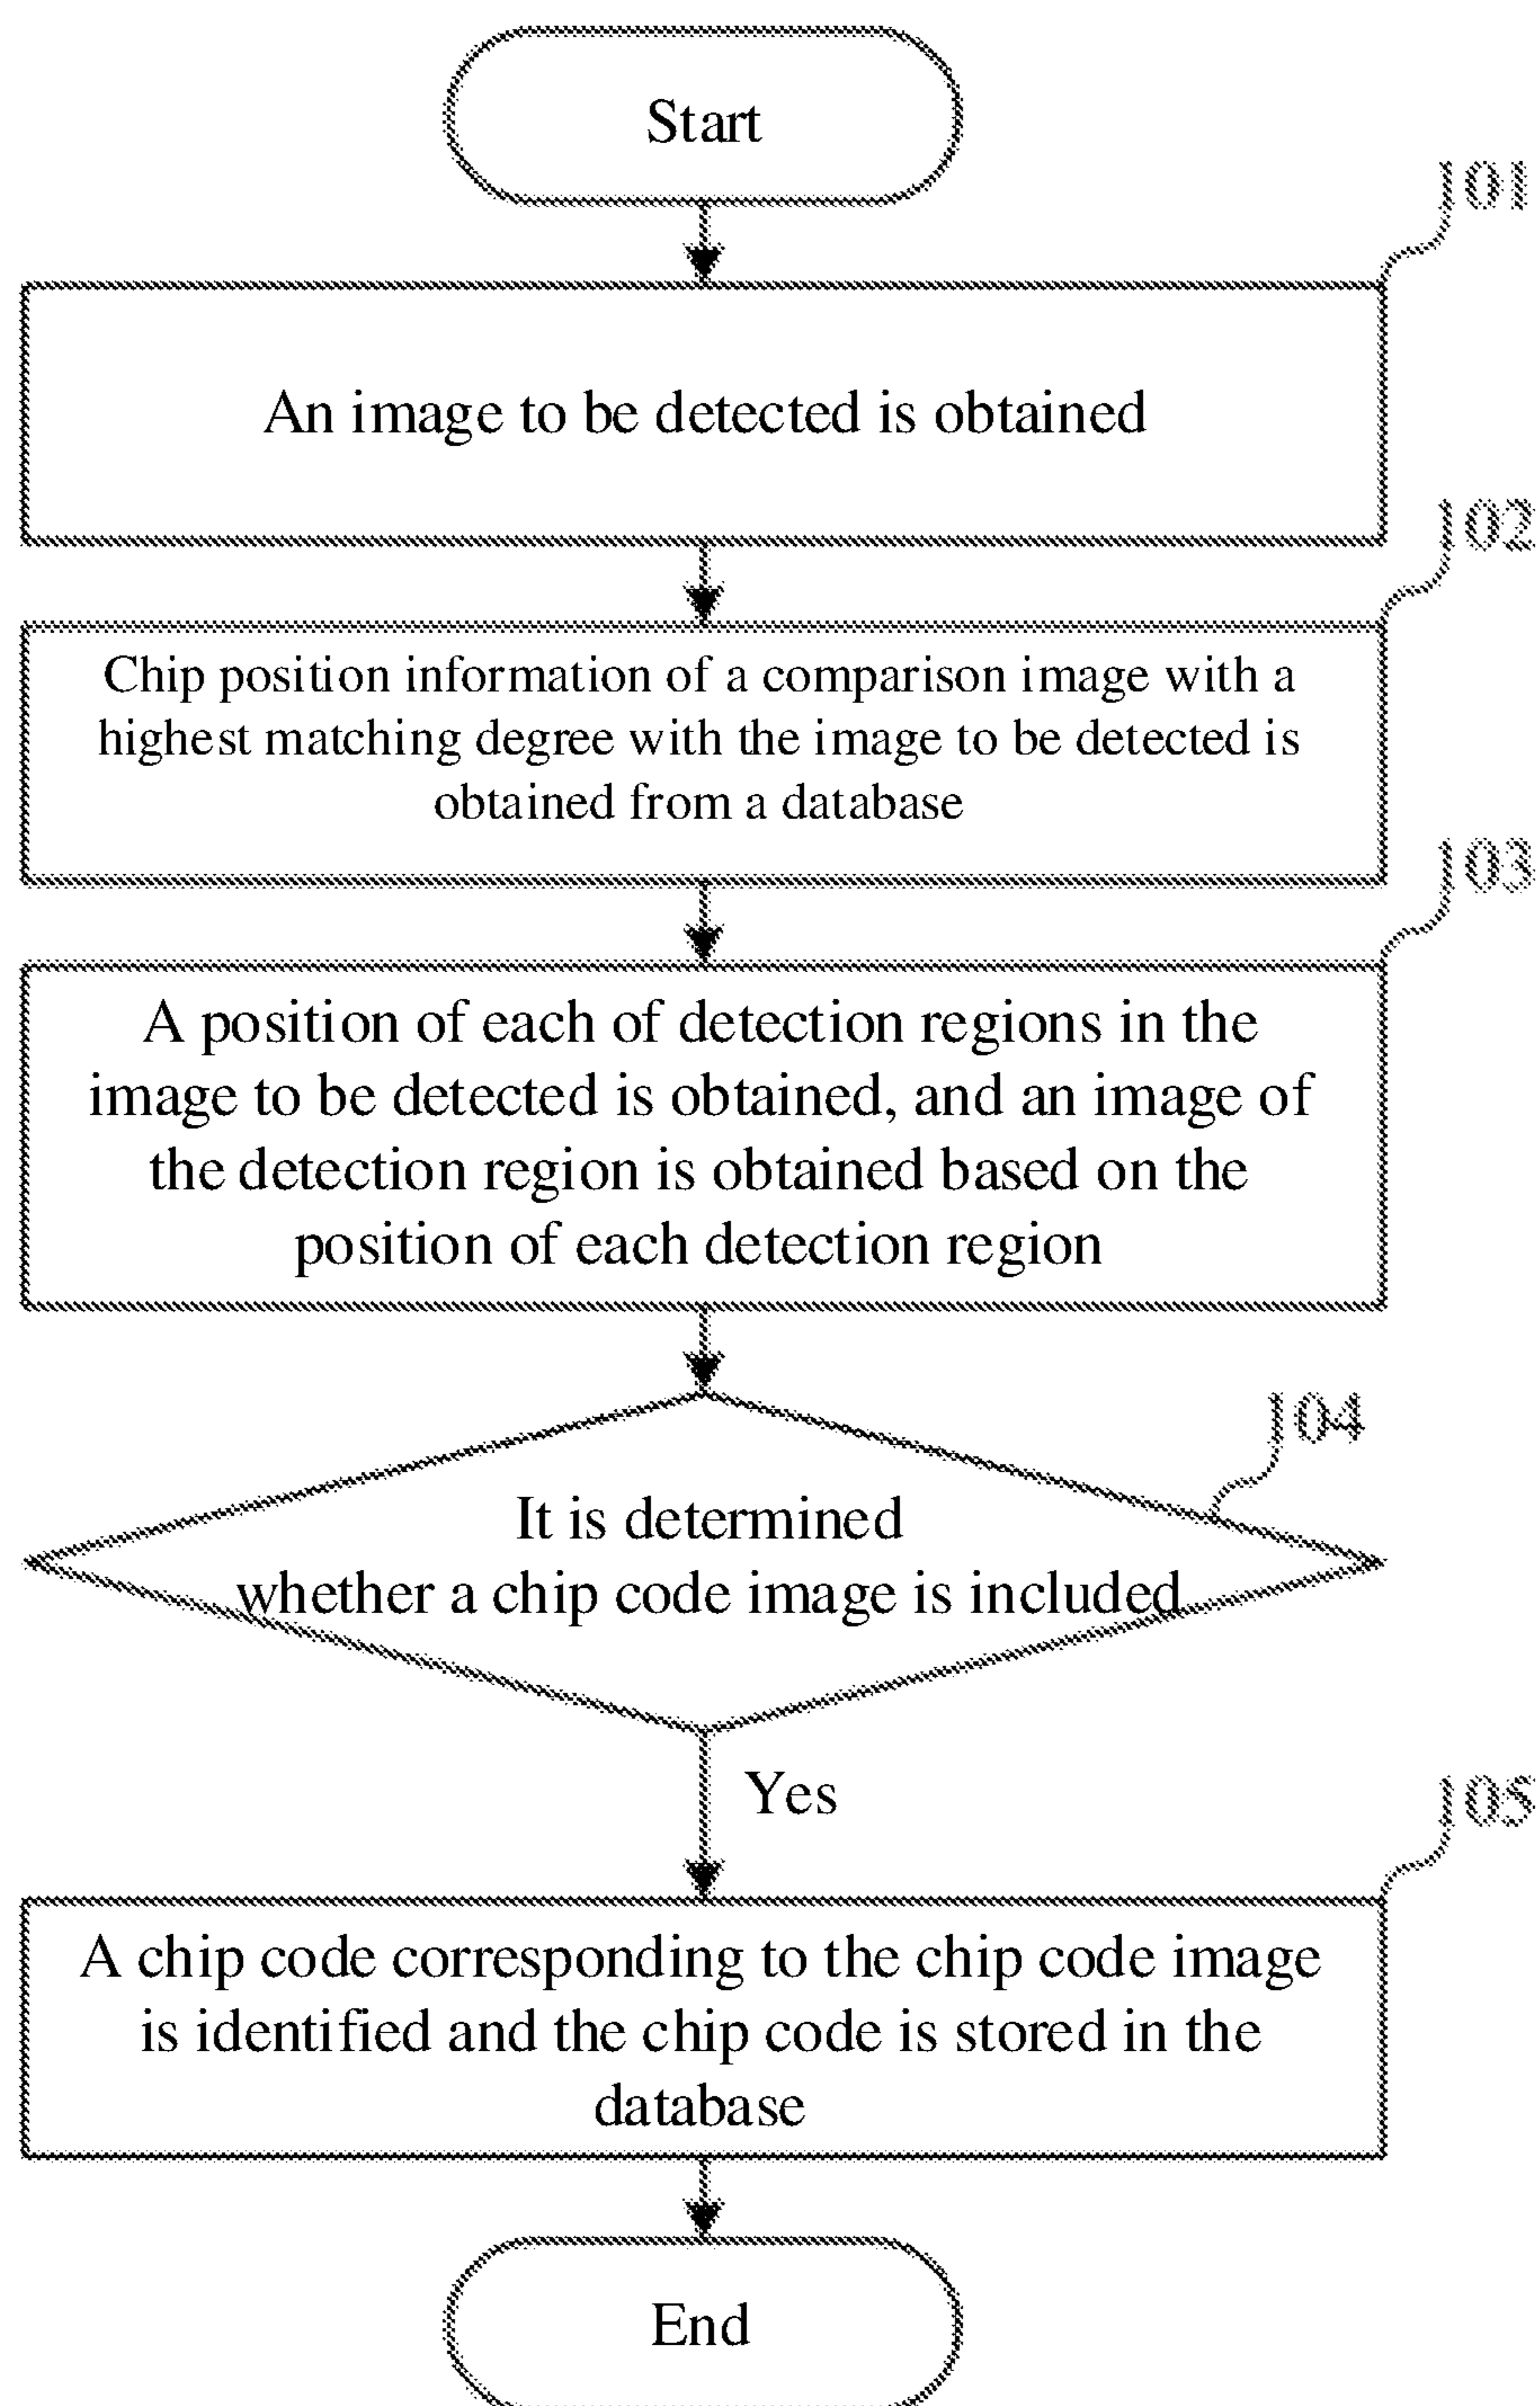 Start
101
An image to be detected is obtained
102
Chip position information of a comparison image with a
highest matching degree with the image to be detected is
obtained from a database
103
A position of each of detection regions in the
image to be detected is obtained, and an image of
the detection region is obtained based on the
position of each detection region
104
It is determined
whether a chip code image is included
Yes
105
A chip code corresponding to the chip code image
is identified and the chip code is stored in the
database
End